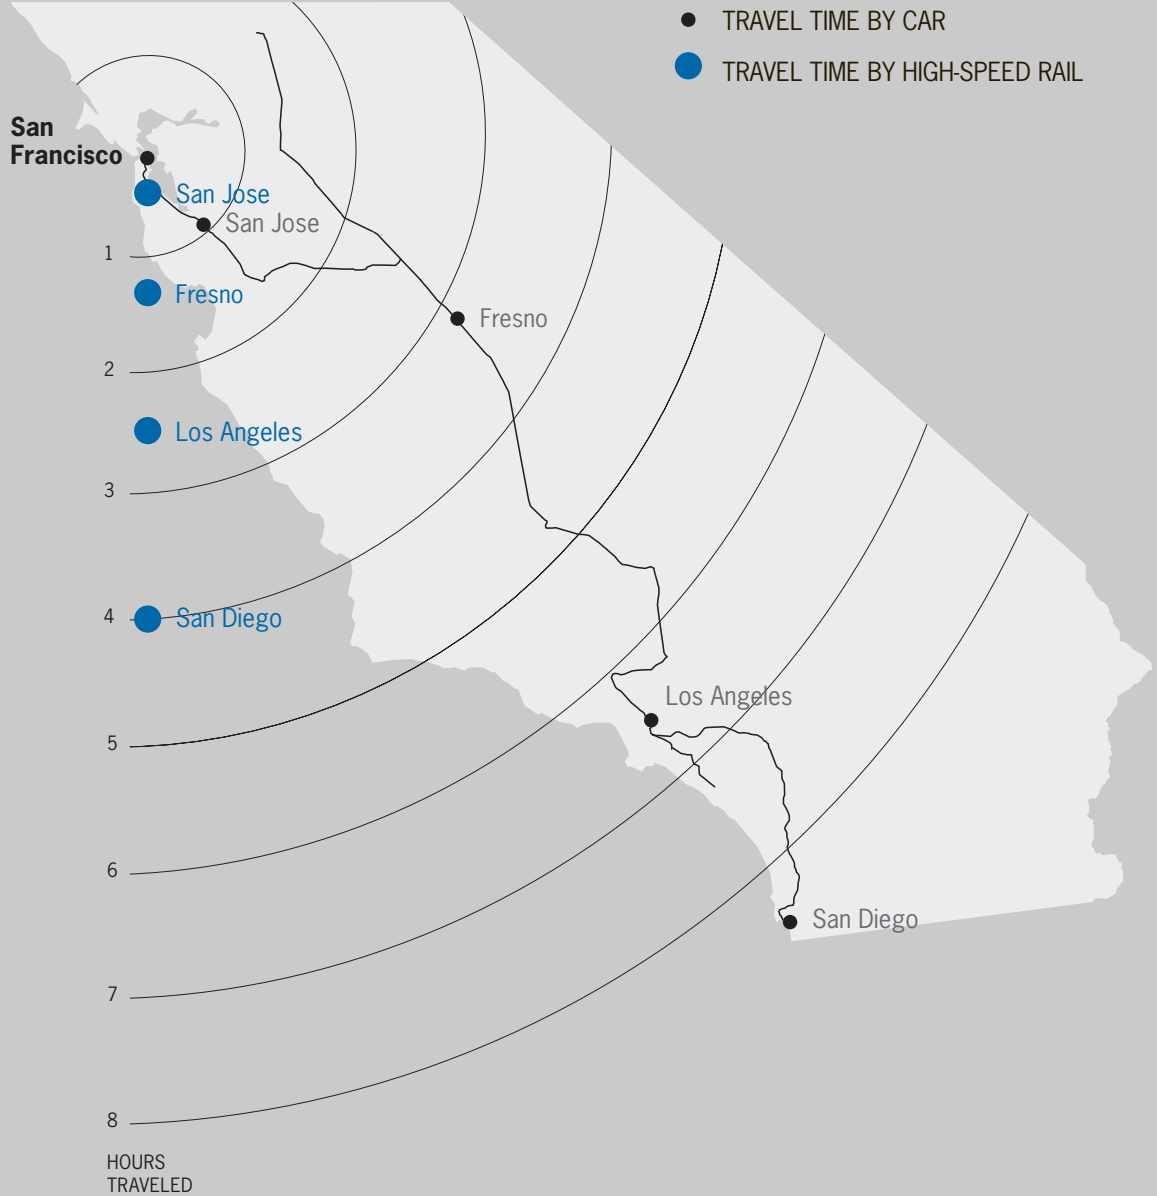 TRAVEL TIME BY CAR
TRAVEL TIME BY HIGH-SPEED RAIL
San
Francisco
San Jose
San Jose
1
Fresno
Fresno
2
Los Angeles
3
4
San Diego
Los Angeles
5
6
San Diego
7
8
HOURS
TRAVELED